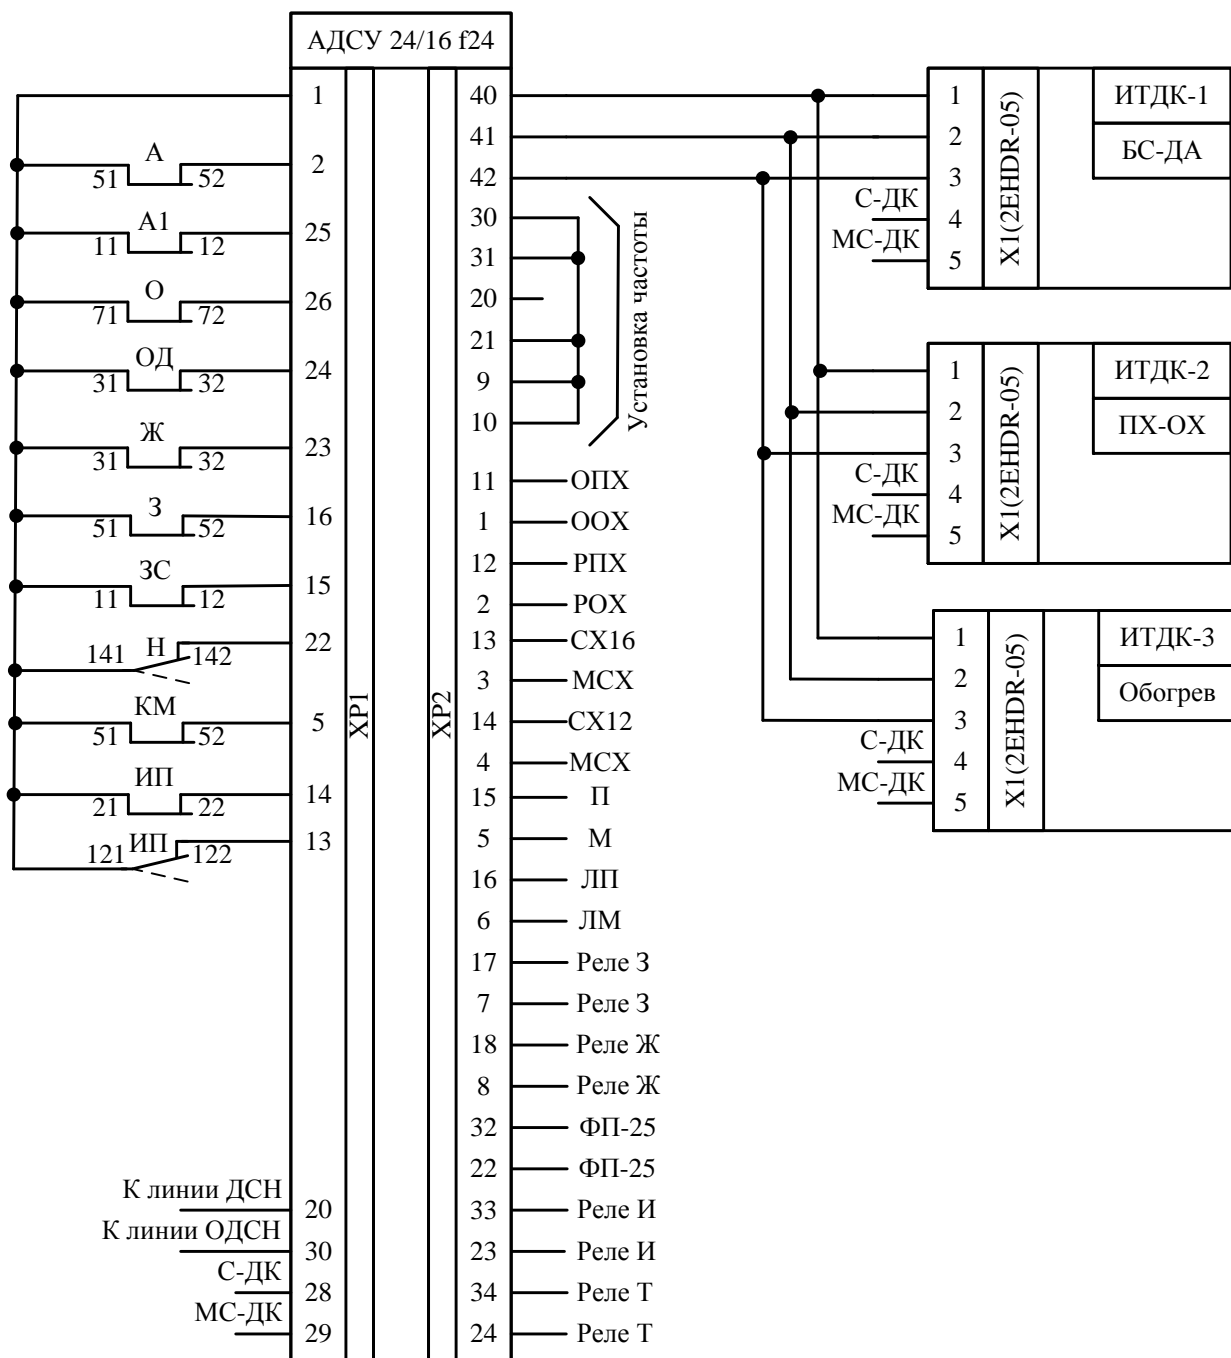 АДСУ 24/16 f24
1
А
51 52
2
А1
11 12
25
О
71 72
26
ОД
31 32
24
Ж
31 32
23
З
51 52
16
ЗС
11 12
15
Н
141 142
22
КМ
51 52
5
ИП
21 22
14
ИП
121 122
13
К линии ДСН
20
К линии ОДСН
30
С-ДК
28
МС-ДК
29
ХР1
ХР2
40
41
42
30
31
20
21
9
10
Установка частоты
11 ОПХ
1 ООХ
12 РПХ
2 РОХ
13 СХ16
3 МСХ
14 СХ12
4 МСХ
15 П
5 М
16 ЛП
6 ЛМ
17 Реле З
7 Реле З
18 Реле Ж
8 Реле Ж
32 ФП-25
22 ФП-25
33 Реле И
23 Реле И
34 Реле Т
24 Реле Т
1
2
3
С-ДК
4
МС-ДК
5
Х1(2EHDR-05)
ИТДК-1
БС-ДА
1
2
3
С-ДК
4
МС-ДК
5
Х1(2EHDR-05)
ИТДК-2
ПХ-ОХ
1
2
3
С-ДК
4
МС-ДК
5
Х1(2EHDR-05)
ИТДК-3
Обогрев